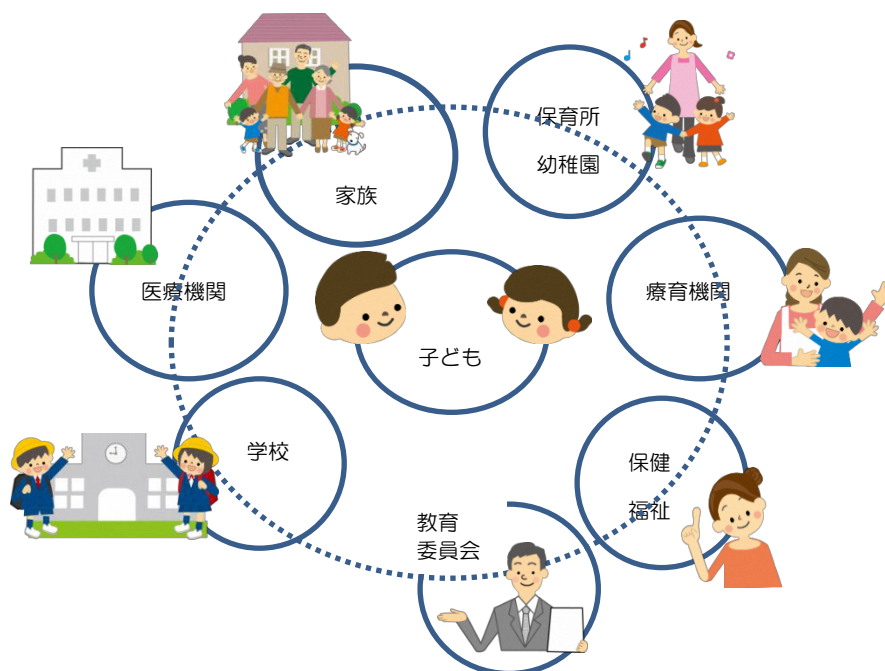 保育所
幼稚園
家族
医療機関
療育機関
子ども
学校
保健
福祉
教育
委員会